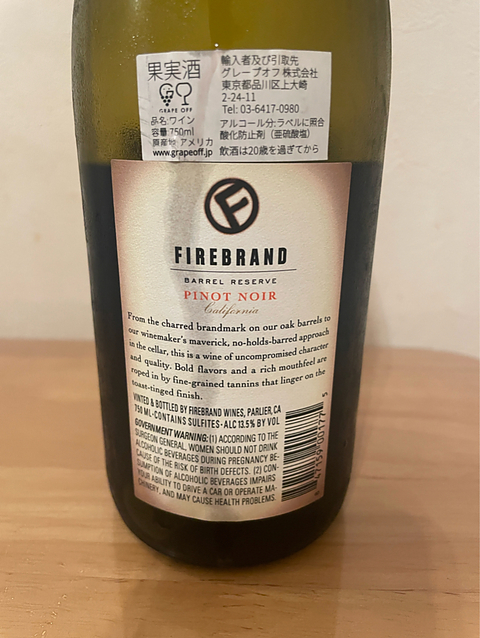 果実酒
GRAPE OFF
品名:ワイン
容量:750ml
原産地:アメリカ
www.grapeoff.jp
輸入者及び引取先
グレープオフ株式会社
東京都品川区上大崎
2-24-11
Tel: 03-6417-0980
アルコール分:ラベルに照合
酸化防止剤（亜硫酸塩）
飲酒は20歳を過ぎてから
FIREBRAND
BARREL RESERVE
PINOT NOIR
California
From the charred brandmark on our oak barrels to
our winemaker's maverick, no-holds-barred approach
in the cellar, this is a wine of uncompromised character
and quality. Bold flavors and a rich mouthfeel are
roped in by fine-grained tannins that linger on the
toast-tinged finish.
VINTED & BOTTLED BY FIREBRAND WINES, PARLIER, CA
750 ML•CONTAINS SULFITES•ALC 13.5% BY VOL
GOVERNMENT WARNING: (1) ACCORDING TO THE
SURGEON GENERAL, WOMEN SHOULD NOT DRINK
ALCOHOLIC BEVERAGES DURING PREGNANCY BE-
CAUSE OF THE RISK OF BIRTH DEFECTS. (2) CON-
SUMPTION OF ALCOHOLIC BEVERAGES IMPAIRS
YOUR ABILITY TO DRIVE A CAR OR OPERATE MA-
CHINERY, AND MAY CAUSE HEALTH PROBLEMS.